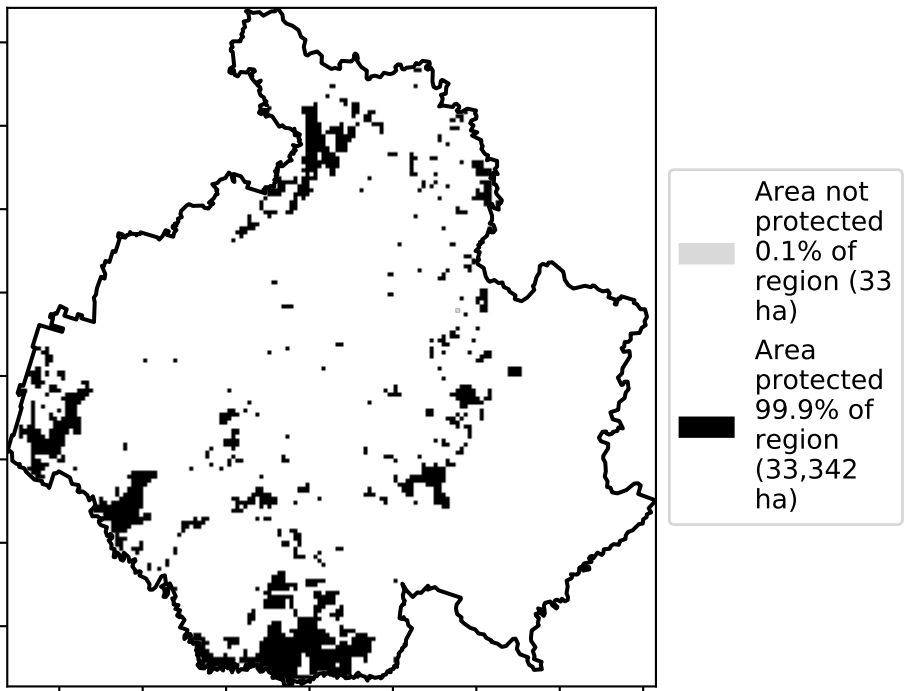 Area not
protected
0.1% of
region (33
ha)
Area
protected
99.9% of
region
(33,342
ha)